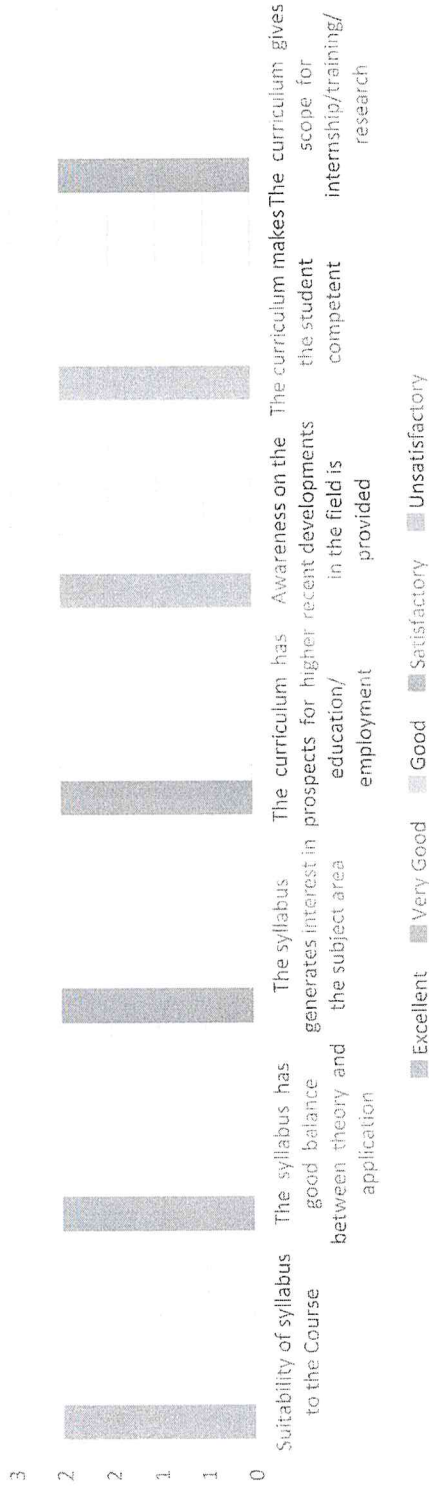 3
2
2
1
1
0
Suitability of syllabus
to the Course
The syllabus has
good balance
between theory and
application
The syllabus
generates interest in
the subject area
The curriculum has
prospects for higher
education/
employment
Awareness on the
recent developments
in the field is
provided
The curriculum makes
the student
competent
The curriculum gives
scope for
internship/training/
research
Excellent
Very Good
Good
Satisfactory
Unsatisfactory